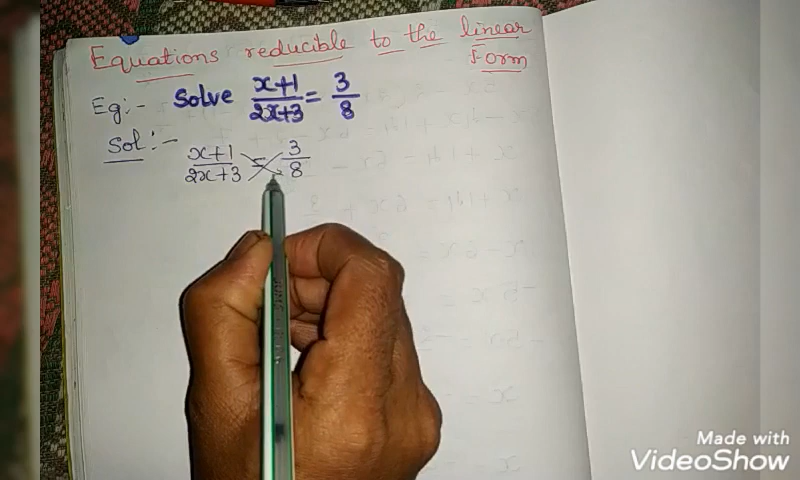 Equations reducible to the linear
Form
Eg:- Solve x+1/2x+3 = 3/8
Sol:-
x+1/2x+3 = 3/8
Made with
VideoShow